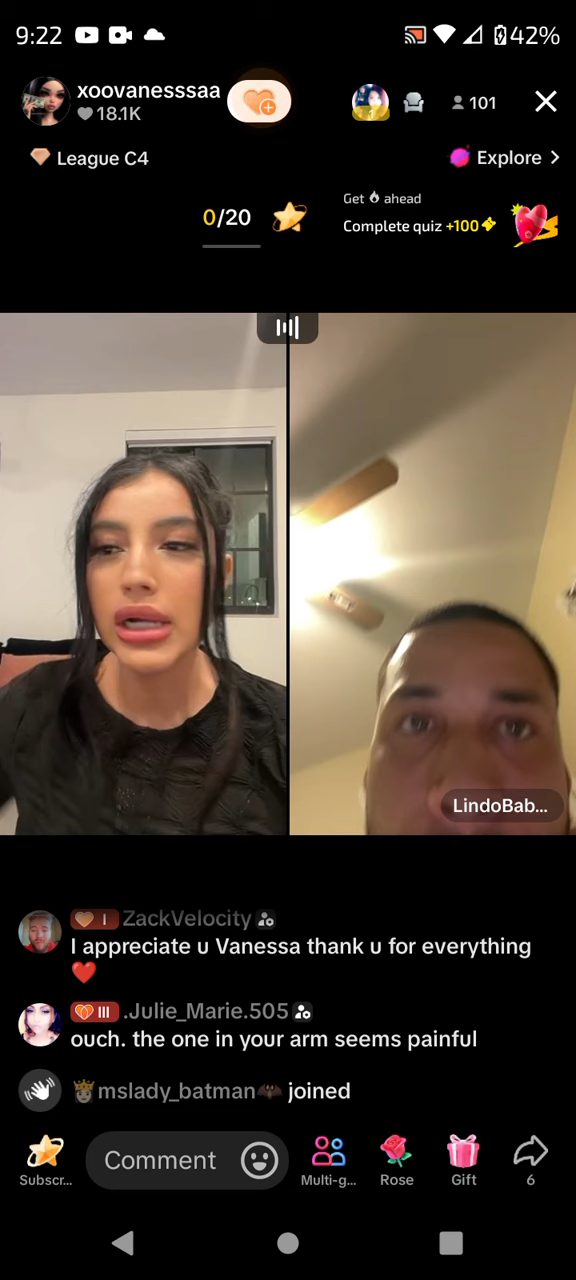 9:22 42%
xoovanesssaa
18.1K
101
League C4
Explore
0/20
Get ahead
Complete quiz +100
LindoBab...
I ZackVelocity
I appreciate u Vanessa thank u for everything
III .Julie_Marie.505
ouch. the one in your arm seems painful
mslady_batman joined
Comment
Subscr... Multi-g... Rose Gift 6